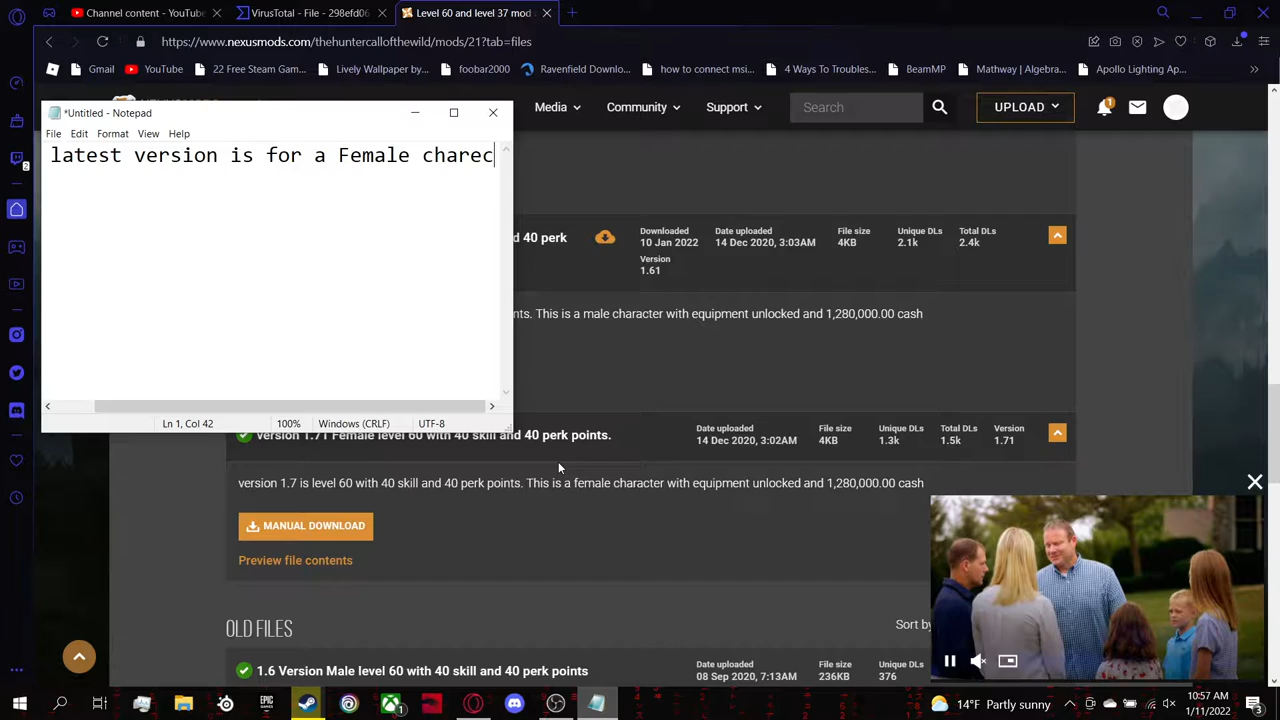 Channel content - YouTub
VirusTotal - File - 298efd06
Level 60 and level 37 mod
https://www.nexusmods.com/thehuntercallofthewild/mods/21?tab=files
Gmail
YouTube
22 Free Steam Gam...
Lively Wallpaper by...
foobar2000
Ravenfield Downlo...
how to connect msi...
4 Ways To Troubles...
BeamMP
Mathway | Algebra...
Apollo Lighting Ap...
Media
Community
Support
Search
UPLOAD
1
*Untitled - Notepad
File Edit Format View Help
latest version is for a Female charec
Ln 1, Col 42
100%
Windows (CRLF)
UTF-8
2
d 40 perk
Downloaded
10 Jan 2022
Date uploaded
14 Dec 2020, 3:03AM
File size
4KB
Unique DLs
2.1k
Total DLs
2.4k
Version
1.61
nts. This is a male character with equipment unlocked and 1,280,000.00 cash
Version 1.71 Female level 60 with 40 skill and 40 perk points.
Date uploaded
14 Dec 2020, 3:02AM
File size
4KB
Unique DLs
1.3k
Total DLs
1.5k
Version
1.71
version 1.7 is level 60 with 40 skill and 40 perk points. This is a female character with equipment unlocked and 1,280,000.00 cash
MANUAL DOWNLOAD
Preview file contents
OLD FILES
Sort by
1.6 Version Male level 60 with 40 skill and 40 perk points
Date uploaded
08 Sep 2020, 7:13AM
File size
236KB
Unique DLs
376
EPIC
GAMES
1
14°F Partly sunny
10:57 AM
1/11/2022
3